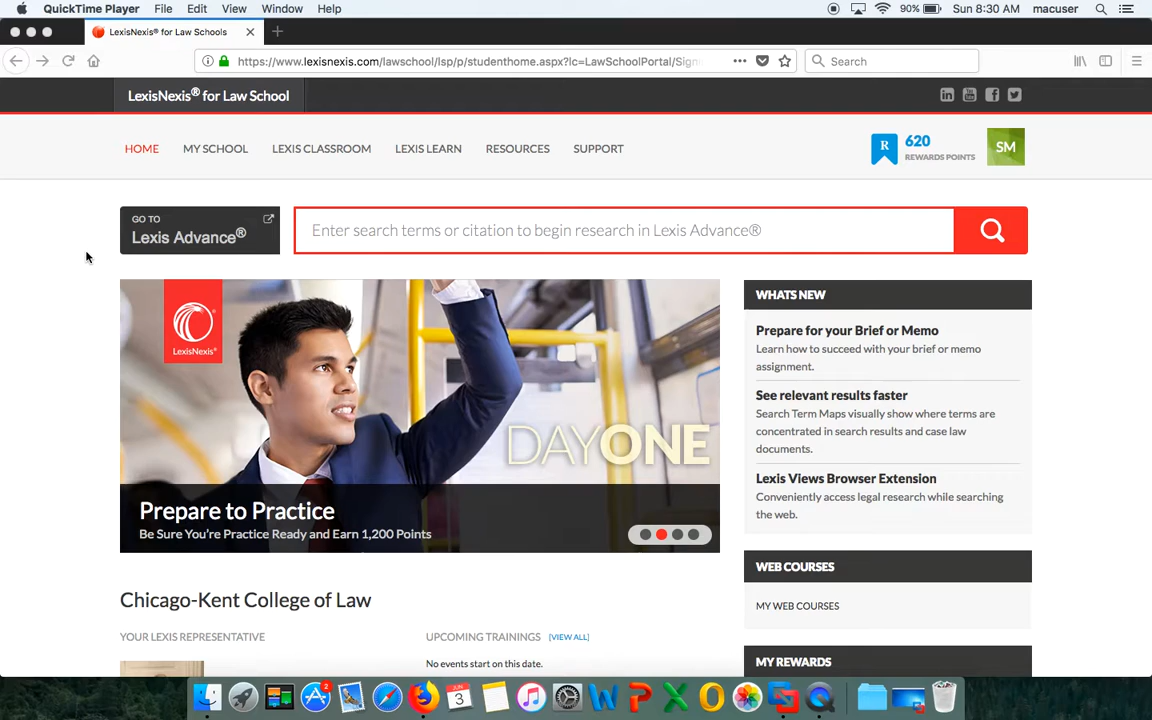 QuickTime Player File Edit View Window Help 90% Sun 8:30 AM macuser
LexisNexis® for Law Schools
https://www.lexisnexis.com/lawschool/lsp/p/studenthome.aspx?lc=LawSchoolPortal/Sign Search
LexisNexis® for Law School
HOME MY SCHOOL LEXIS CLASSROOM LEXIS LEARN RESOURCES SUPPORT
R 620 REWARDS POINTS SM
GO TO
Lexis Advance®
Enter search terms or citation to begin research in Lexis Advance®
LexisNexis®
DAYONE
Prepare to Practice
Be Sure You're Practice Ready and Earn 1,200 Points
WHATS NEW
Prepare for your Brief or Memo
Learn how to succeed with your brief or memo
assignment.
See relevant results faster
Search Term Maps visually show where terms are
concentrated in search results and case law
documents.
Lexis Views Browser Extension
Conveniently access legal research while searching
the web.
WEB COURSES
MY WEB COURSES
MY REWARDS
Chicago-Kent College of Law
YOUR LEXIS REPRESENTATIVE
UPCOMING TRAININGS [VIEW ALL]
No events start on this date.
2
JUN
3